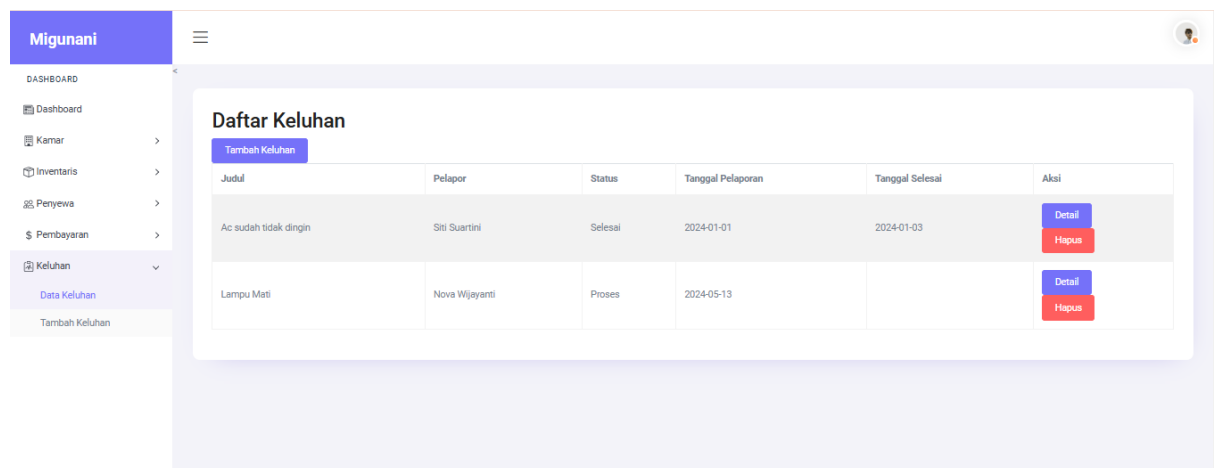 Migunani
DASHBOARD
<
Dashboard
Kamar >
Inventaris >
Penyewa >
$ Pembayaran >
Keluhan
Data Keluhan
Tambah Keluhan
Daftar Keluhan
Tambah Keluhan
Judul Pelapor Status Tanggal Pelaporan Tanggal Selesai Aksi
Ac sudah tidak dingin Siti Suartini Selesai 2024-01-01 2024-01-03 Detail
Hapus
Lampu Mati Nova Wijayanti Proses 2024-05-13 Detail
Hapus